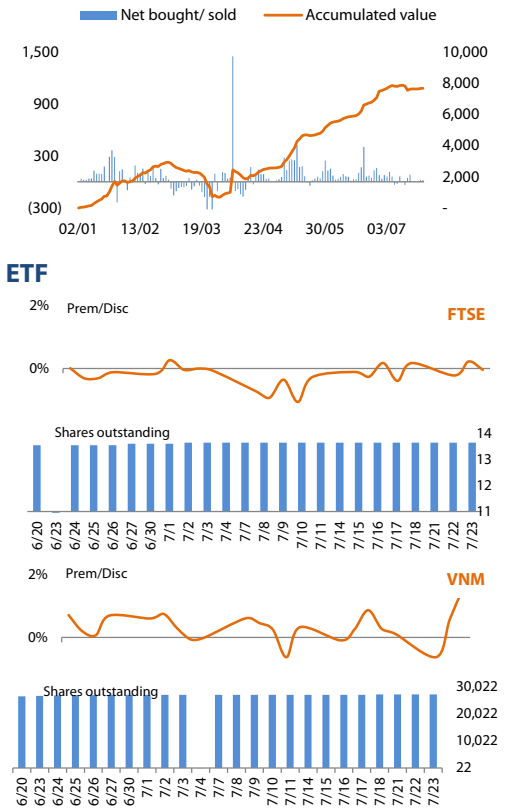 Net bought/ sold Accumulated value
1,500 10,000
900 8,000
300 6,000
(300) 4,000
2,000
-
02/01 13/02 19/03 23/04 30/05 03/07
ETF
2% Prem/Disc FTSE
0%
Shares outstanding
14
13
12
11
6/20 6/23 6/24 6/25 6/26 6/27 6/30 7/1 7/2 7/3 7/4 7/7 7/8 7/9 7/10 7/11 7/14 7/15 7/16 7/17 7/18 7/21 7/22 7/23
2% Prem/Disc VNM
0%
Shares outstanding
30,022
20,022
10,022
22
6/20 6/23 6/24 6/25 6/26 6/27 6/30 7/1 7/2 7/3 7/4 7/7 7/8 7/9 7/10 7/11 7/14 7/15 7/16 7/17 7/18 7/21 7/22 7/23